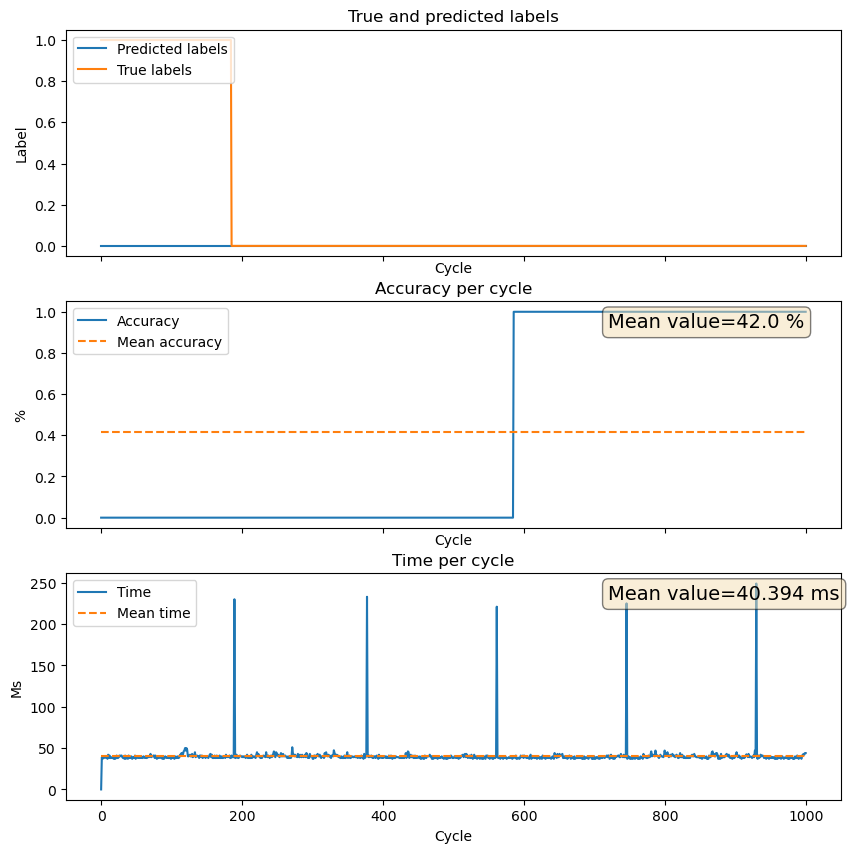 True and predicted labels
1.0
0.8
0.6
0.4
0.2
0.0
Label
Predicted labels
True labels
Cycle
Accuracy per cycle
1.0
0.8
0.6
0.4
0.2
0.0
%
Accuracy
Mean accuracy
Mean value=42.0 %
Cycle
Time per cycle
250
200
150
100
50
0
Ms
Time
Mean time
Mean value=40.394 ms
0 200 400 600 800 1000
Cycle